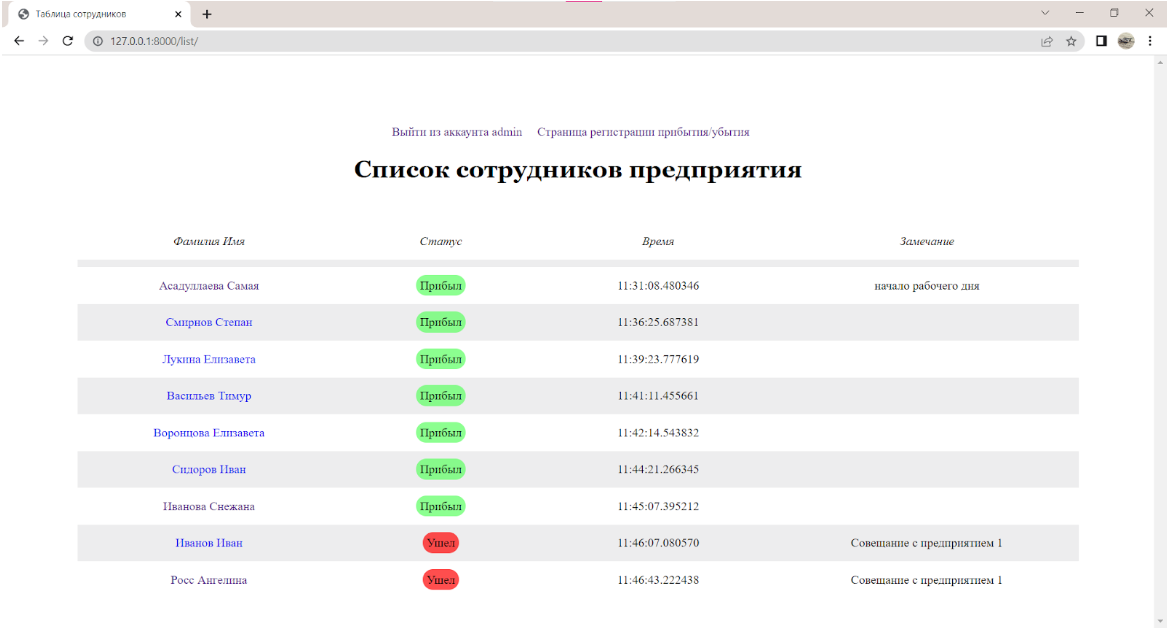 Таблица сотрудников
127.0.0.1:8000/list/
Выйти из аккаунта admin Страница регистрации прибытия/убытия
Список сотрудников предприятия
Фамилия Имя Статус Время Замечание
Асадуллаева Самая Прибыл 11:31:08.480346 начало рабочего дня
Смирнов Степан Прибыл 11:36:25.687381
Лукина Елизавета Прибыл 11:39:23.777619
Васильев Тимур Прибыл 11:41:11.455661
Воронцова Елизавета Прибыл 11:42:14.543832
Сидоров Иван Прибыл 11:44:21.266345
Иванова Снежана Прибыл 11:45:07.395212
Иванов Иван Ушел 11:46:07.080570 Совещание с предприятием 1
Росс Ангелина Ушел 11:46:43.222438 Совещание с предприятием 1